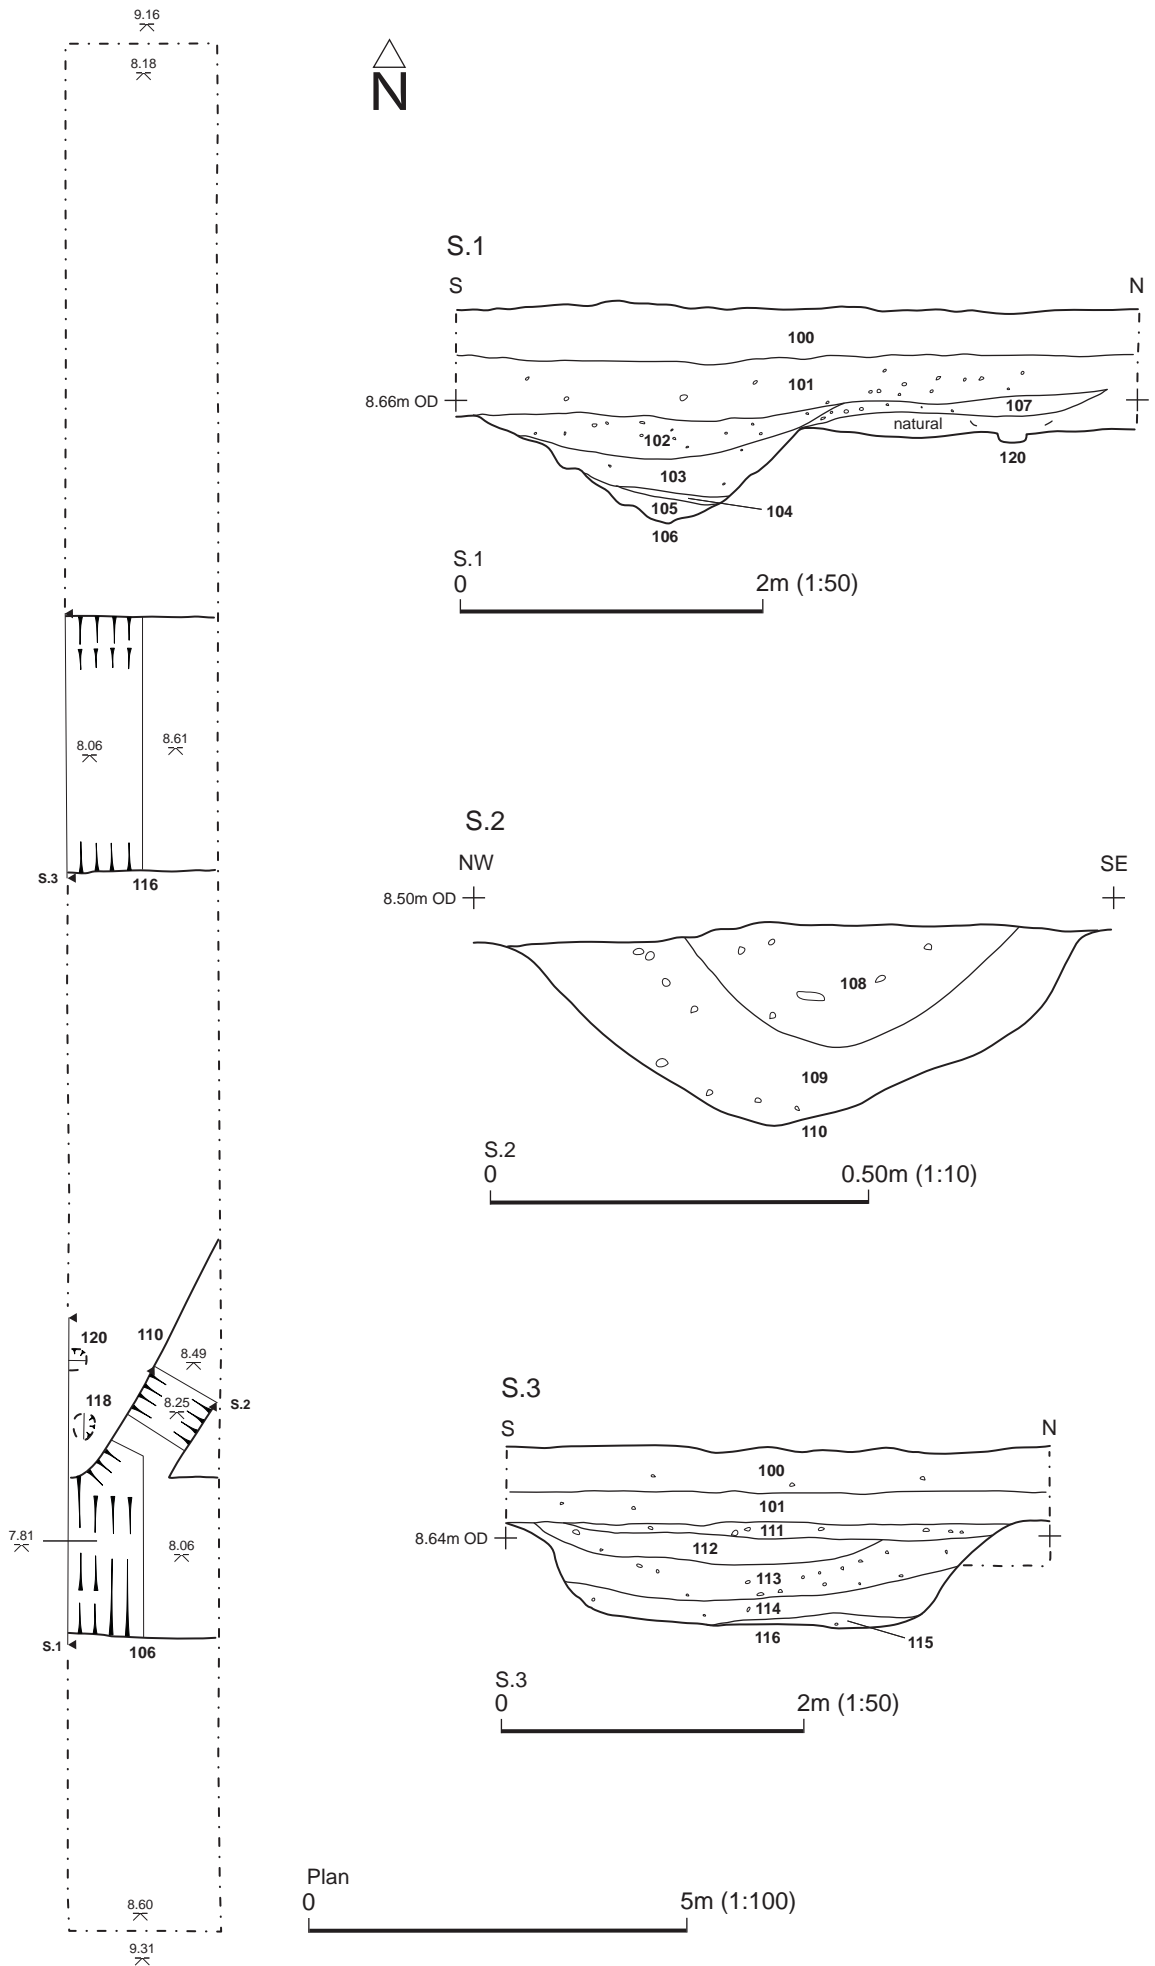 9.16
8.18
N
8.06
8.61
S.3
116
120
110
8.49
118
8.25
S.2
7.81
8.06
S.1
106
8.60
9.31
S.1
S
N
100
101
8.66m OD
107
natural
102
120
103
104
105
106
S.1
0 2m (1:50)
S.2
NW SE
8.50m OD
108
109
110
S.2
0 0.50m (1:10)
S.3
S N
100
101
111
8.64m OD
112
113
114
116
115
S.3
0 2m (1:50)
Plan
0 5m (1:100)